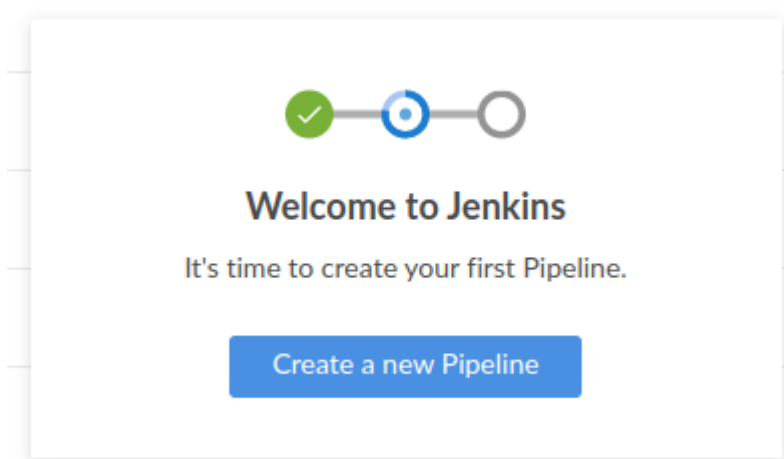 Welcome to Jenkins
It's time to create your first Pipeline.
Create a new Pipeline